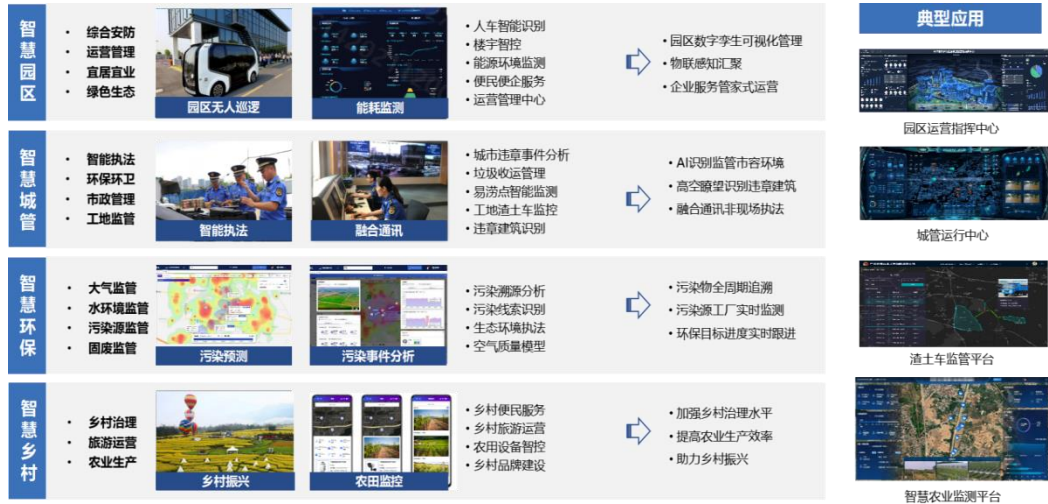 智慧园区
• 综合安防
• 运营管理
• 宜居宜业
• 绿色生态
园区无人巡逻
能耗监测
• 人车智能识别
• 楼宇智控
• 能源环境监测
• 便民便企服务
• 运营管理中心
• 园区数字孪生可视化管理
• 物联感知汇聚
• 企业服务管家式运营
智慧城管
• 智能执法
• 环保环卫
• 市政管理
• 工地监管
智能执法
融合通讯
• 城市违章事件分析
• 垃圾收运管理
• 易涝点智能监测
• 工地渣土车监控
• 违章建筑识别
• AI识别监管市容环境
• 高空瞭望识别违章建筑
• 融合通讯非现场执法
智慧环保
• 大气监管
• 水环境监管
• 污染源监管
• 固废监管
污染预测
污染事件分析
• 污染溯源分析
• 污染线索识别
• 生态环境执法
• 空气质量模型
• 污染物全周期追溯
• 污染源工厂实时监测
• 环保目标进度实时跟进
智慧乡村
• 乡村治理
• 旅游运营
• 农业生产
乡村振兴
农田监控
• 乡村便民服务
• 乡村旅游运营
• 农田设备智控
• 乡村品牌建设
• 加强乡村治理水平
• 提高农业生产效率
• 助力乡村振兴
典型应用
园区运营指挥中心
城管运行中心
渣土车监管平台
智慧农业监测平台